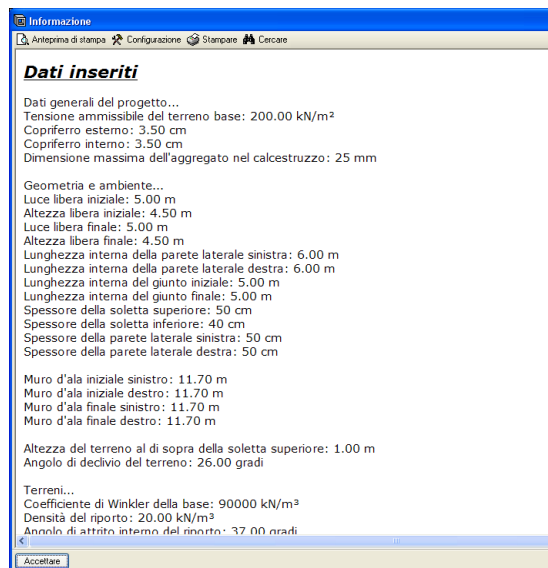 Informazione
Anteprima di stampa Configurazione Stampare Cercare
Dati inseriti
Dati generali del progetto...
Tensione ammissibile del terreno base: 200.00 kN/m²
Copriferro esterno: 3.50 cm
Copriferro interno: 3.50 cm
Dimensione massima dell'aggregato nel calcestruzzo: 25 mm
Geometria e ambiente...
Luce libera iniziale: 5.00 m
Altezza libera iniziale: 4.50 m
Luce libera finale: 5.00 m
Altezza libera finale: 4.50 m
Lunghezza interna della parete laterale sinistra: 6.00 m
Lunghezza interna della parete laterale destra: 6.00 m
Lunghezza interna del giunto iniziale: 5.00 m
Lunghezza interna del giunto finale: 5.00 m
Spessore della soletta superiore: 50 cm
Spessore della soletta inferiore: 40 cm
Spessore della parete laterale sinistra: 50 cm
Spessore della parete laterale destra: 50 cm
Muro d'ala iniziale sinistro: 11.70 m
Muro d'ala iniziale destro: 11.70 m
Muro d'ala finale sinistro: 11.70 m
Muro d'ala finale destro: 11.70 m
Altezza del terreno al di sopra della soletta superiore: 1.00 m
Angolo di declivio del terreno: 26.00 gradi
Terreni...
Coefficiente di Winkler della base: 90000 kN/m³
Densità del riporto: 20.00 kN/m³
Angolo di attrito interno del riporto: 37.00 gradi
Accettare